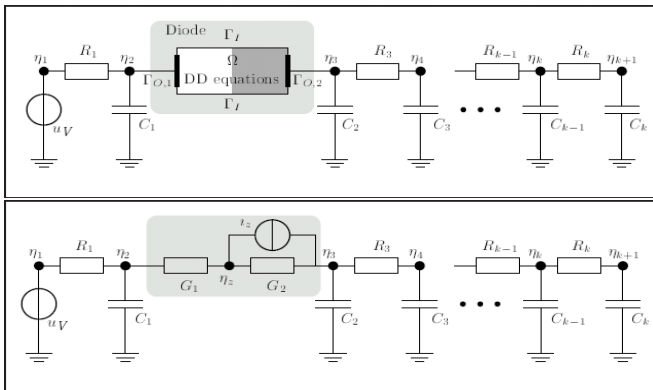 Diode
Γ_I
η_1 R_1 η_2 Ω η_3 R_3 η_4 R_{k-1} η_k R_k η_{k+1}
Γ_{O,1} DD equations Γ_{O,2}
Γ_I
u_V C_1 C_2 C_3 C_{k-1} C_k
ı_z
η_1 R_1 η_2 η_3 R_3 η_4 R_{k-1} η_k R_k η_{k+1}
G_1 η_z G_2
u_V C_1 C_2 C_3 C_{k-1} C_k